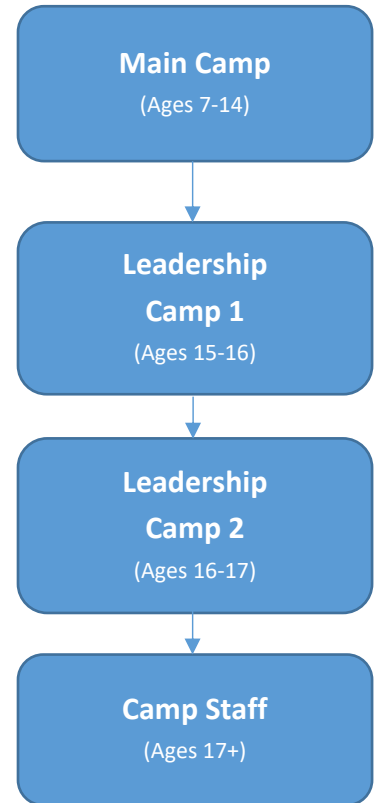 Main Camp
(Ages 7-14)
Leadership
Camp 1
(Ages 15-16)
Leadership
Camp 2
(Ages 16-17)
Camp Staff
(Ages 17+)